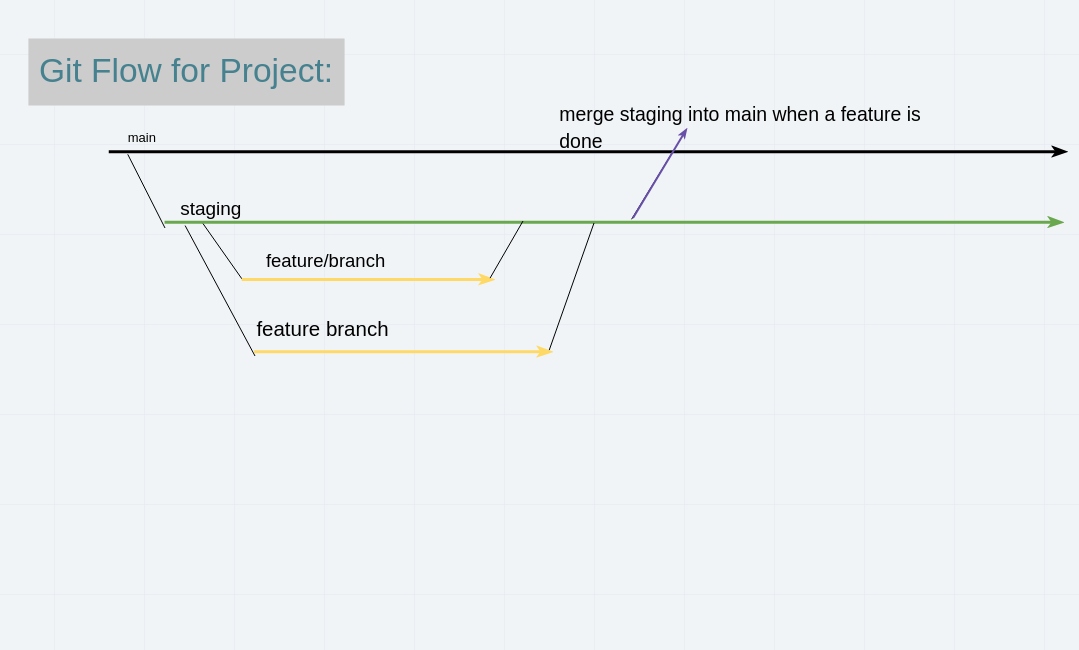 Git Flow for Project:
merge staging into main when a feature is
done
main
staging
feature/branch
feature branch